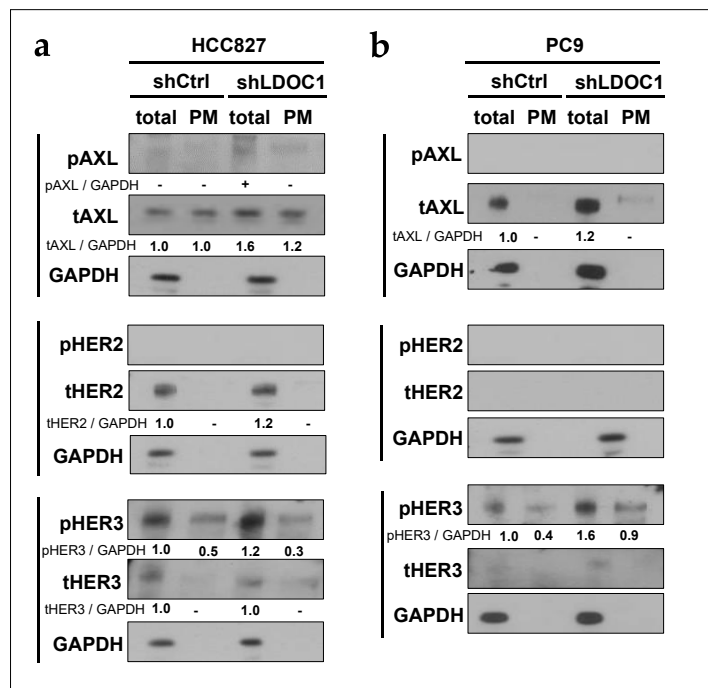 a
HCC827
shCtrl shLDOC1
total PM total PM
pAXL
pAXL / GAPDH - - + -
tAXL
tAXL / GAPDH 1.0 1.0 1.6 1.2
GAPDH
pHER2
tHER2
tHER2 / GAPDH 1.0 - 1.2 -
GAPDH
pHER3
pHER3 / GAPDH 1.0 0.5 1.2 0.3
tHER3
tHER3 / GAPDH 1.0 - 1.0 -
GAPDH
b
PC9
shCtrl shLDOC1
total PM total PM
pAXL
tAXL
tAXL / GAPDH 1.0 - 1.2 -
GAPDH
pHER2
tHER2
GAPDH
pHER3
pHER3 / GAPDH 1.0 0.4 1.6 0.9
tHER3
GAPDH